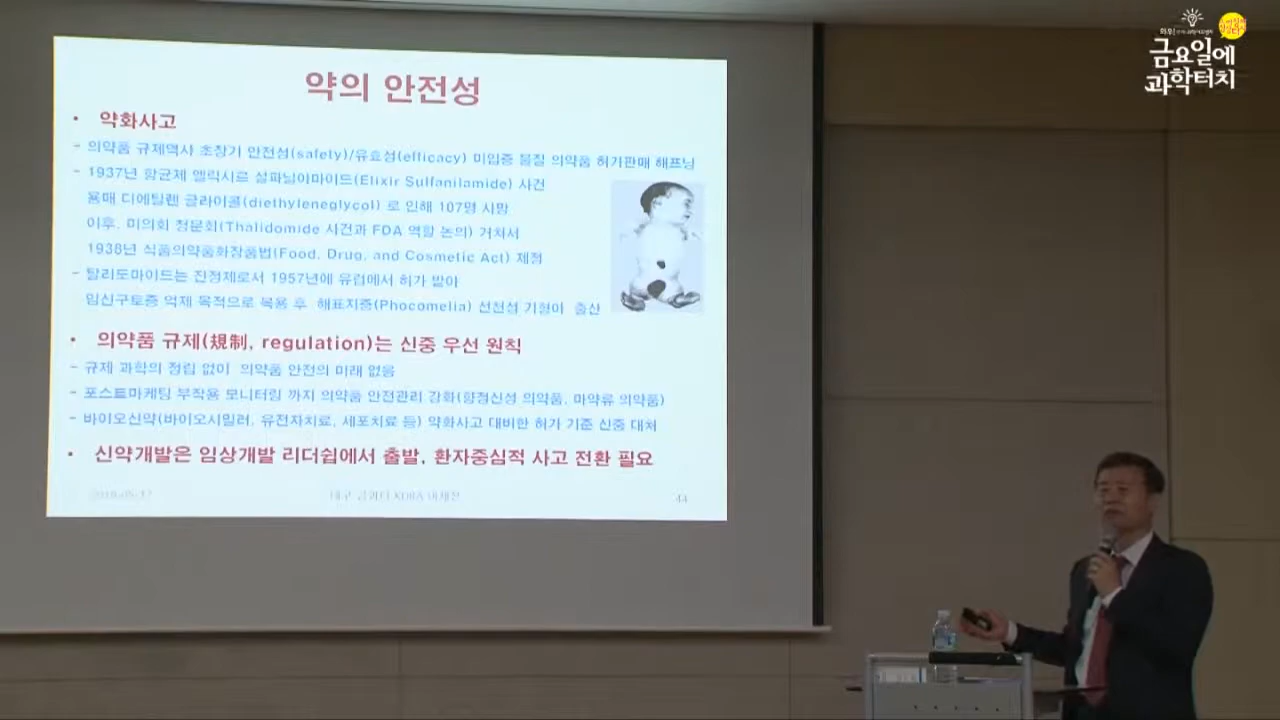 금요일에
과학터치
약의 안전성
• 약화사고
- 의약품 규제역사 초창기 안전성(safety)/유효성(efficacy) 미입증 물질 의약품 허가판매 해프닝
- 1937년 항균제 엘릭시르 설파닐아마이드(Elixir Sulfanilamide) 사건
용매 디에틸렌 글라이콜(diethyleneglycol) 로 인해 107명 사망
이후, 미의회 청문회(Thalidomide 사건과 FDA 역할 논의) 거쳐서
1938년 식품의약품화장품법(Food, Drug, and Cosmetic Act) 제정
- 탈리도마이드는 진정제로서 1957년에 유럽에서 허가 받아
임신구토증 억제 목적으로 복용 후 해표지증(Phocomelia) 선천성 기형아 출산
• 의약품 규제(規制, regulation)는 신중 우선 원칙
- 규제 과학의 정립 없이 의약품 안전의 미래 없음
- 포스트마케팅 부작용 모니터링 까지 의약품 안전관리 강화(향정신성 의약품, 마약류 의약품)
- 바이오신약(바이오시밀러, 유전자치료, 세포치료 등) 약화사고 대비한 허가 기준 신중 대처
• 신약개발은 임상개발 리더쉽에서 출발, 환자중심적 사고 전환 필요
44